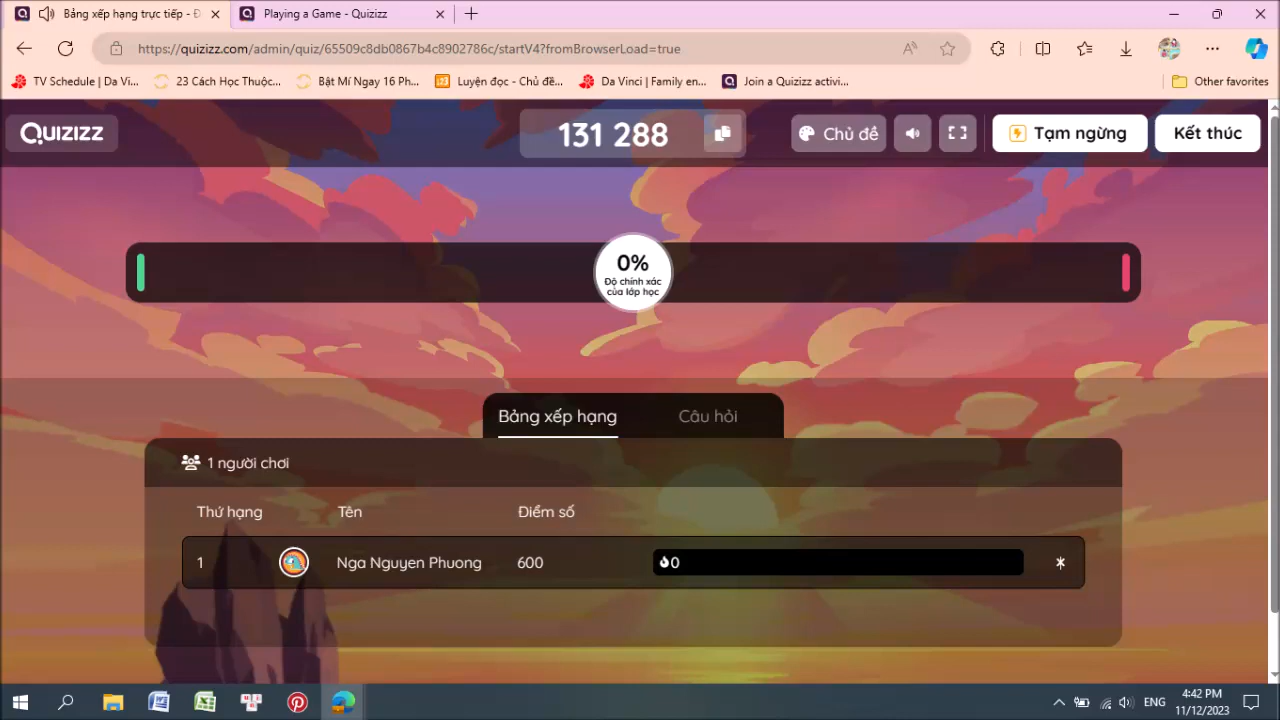 Bảng xếp hạng trực tiếp - Đ
Playing a Game - Quizizz
https://quizizz.com/admin/quiz/65509c8db0867b4c8902786c/startV4?fromBrowserLoad=true
TV Schedule | Da Vi...
23 Cách Học Thuộc...
Bật Mí Ngay 16 Ph...
Luyện đọc - Chủ đề...
Da Vinci | Family en...
Join a Quizizz activi...
Other favorites
QUIZIZZ
131 288
Chủ đề
Tạm ngừng
Kết thúc
0%
Độ chính xác
của lớp học
Bảng xếp hạng
Câu hỏi
1 người chơi
Thứ hạng
Tên
Điểm số
1
Nga Nguyen Phuong
600
0
ENG
4:42 PM
11/12/2023